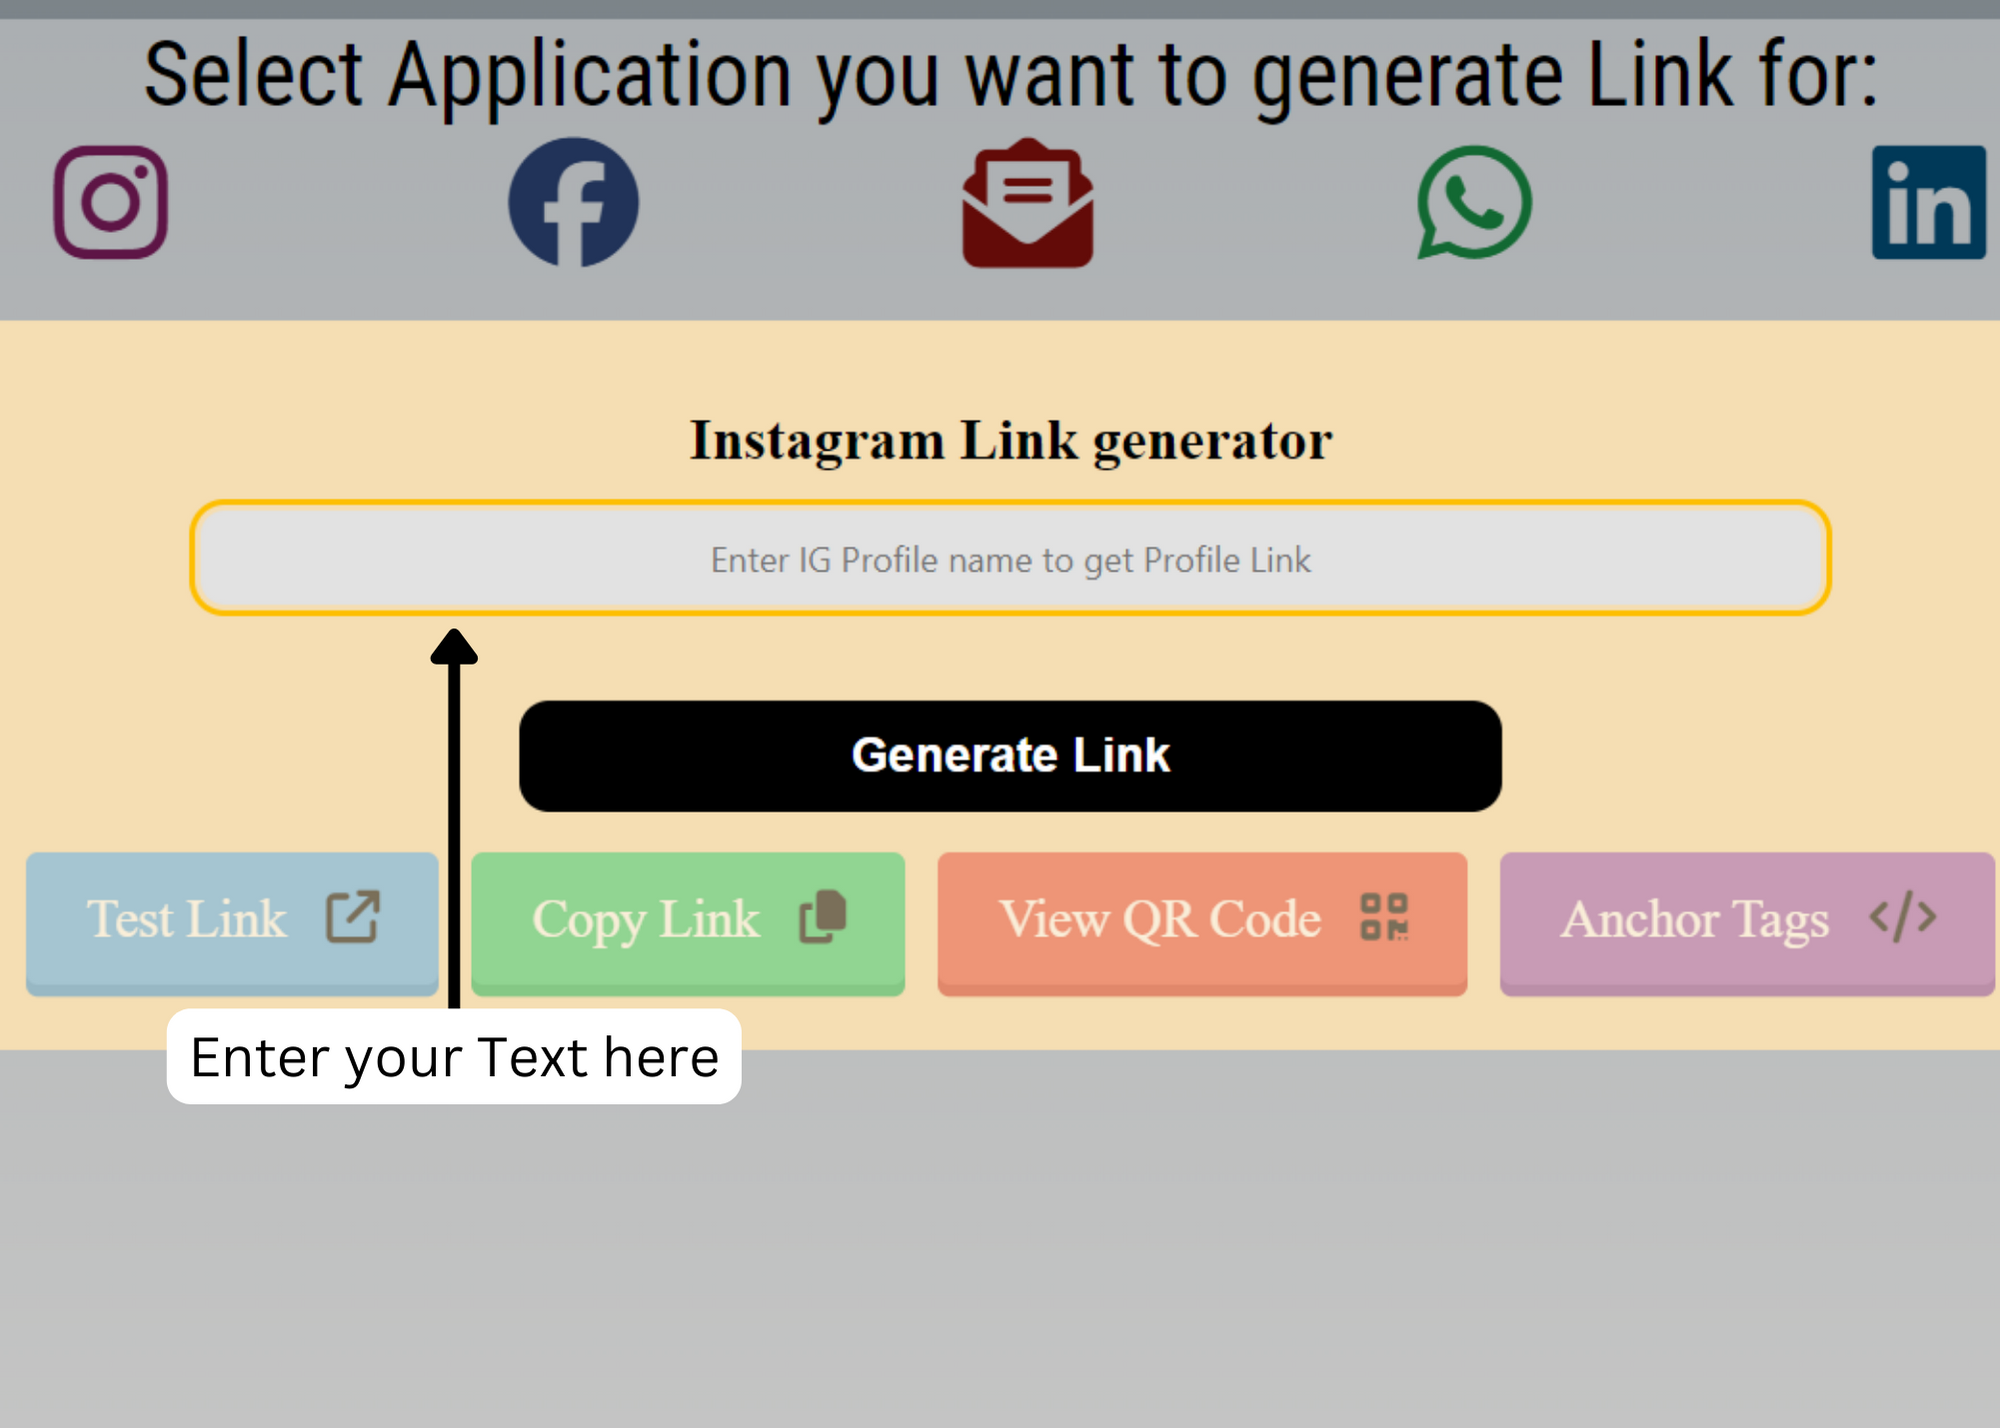 Select Application you want to generate Link for:
Instagram Link generator
Enter IG Profile name to get Profile Link
Generate Link
Test Link
Copy Link
View QR Code
Anchor Tags
Enter your Text here